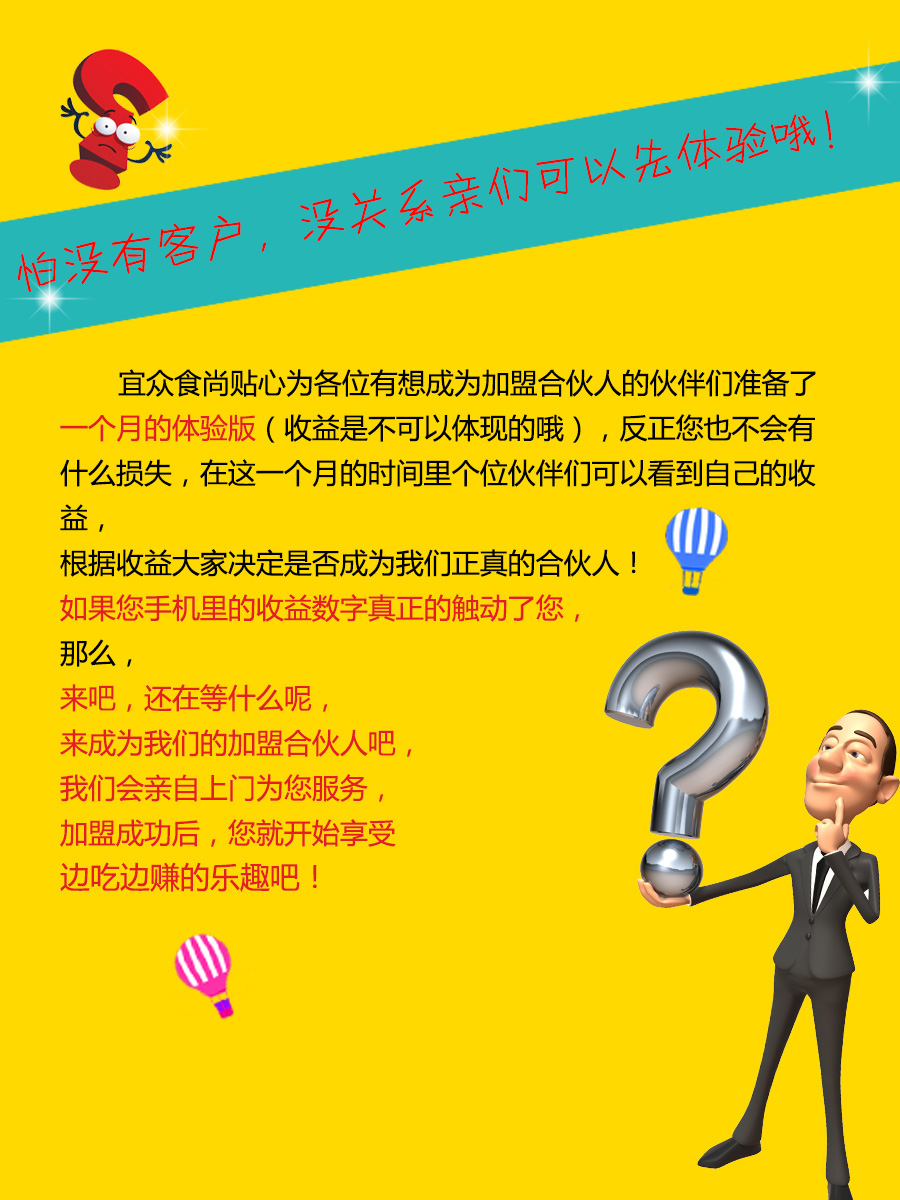 怕没有客户，没关系亲们可以先体验哦！
宜众食尚贴心为各位有想成为加盟合伙人的伙伴们准备了
一个月的体验版（收益是不可以体现的哦），反正您也不会有
什么损失，在这一个月的时间里个位伙伴们可以看到自己的收
益，
根据收益大家决定是否成为我们正真的合伙人！
如果您手机里的收益数字真正的触动了您，
那么，
来吧，还在等什么呢，
来成为我们的加盟合伙人吧，
我们会亲自上门为您服务，
加盟成功后，您就开始享受
边吃边赚的乐趣吧！